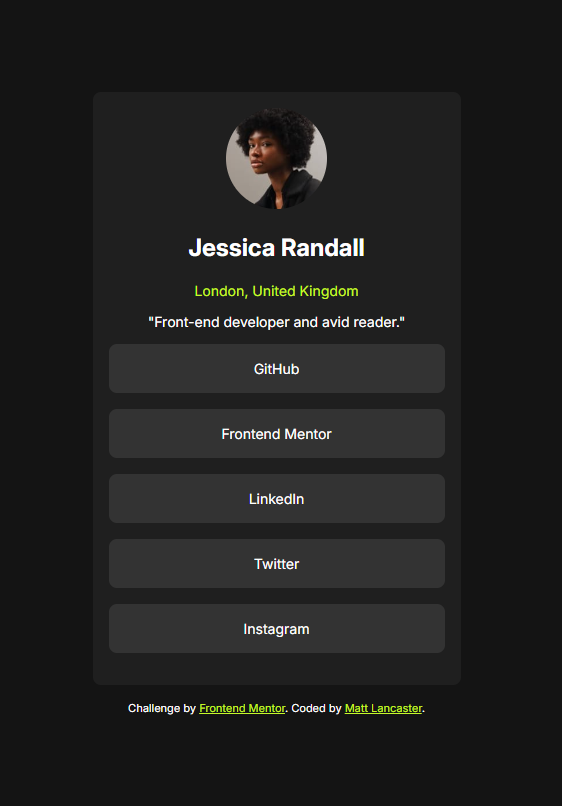 Jessica Randall
London, United Kingdom
"Front-end developer and avid reader."
GitHub
Frontend Mentor
LinkedIn
Twitter
Instagram
Challenge by Frontend Mentor. Coded by Matt Lancaster.